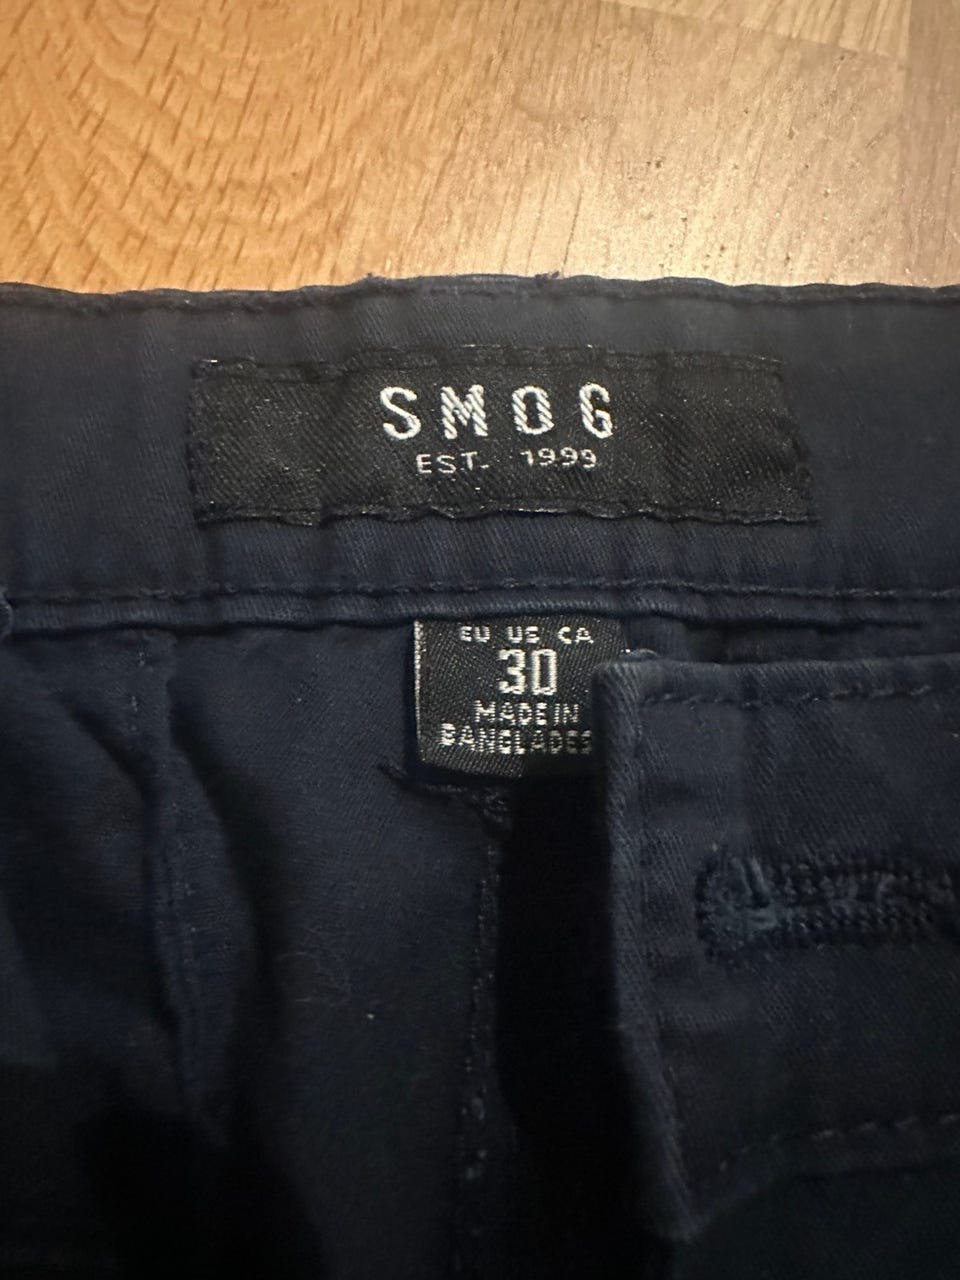 SMOG
EST. 1999
EU US CA
30
MADE IN
BANGLADES